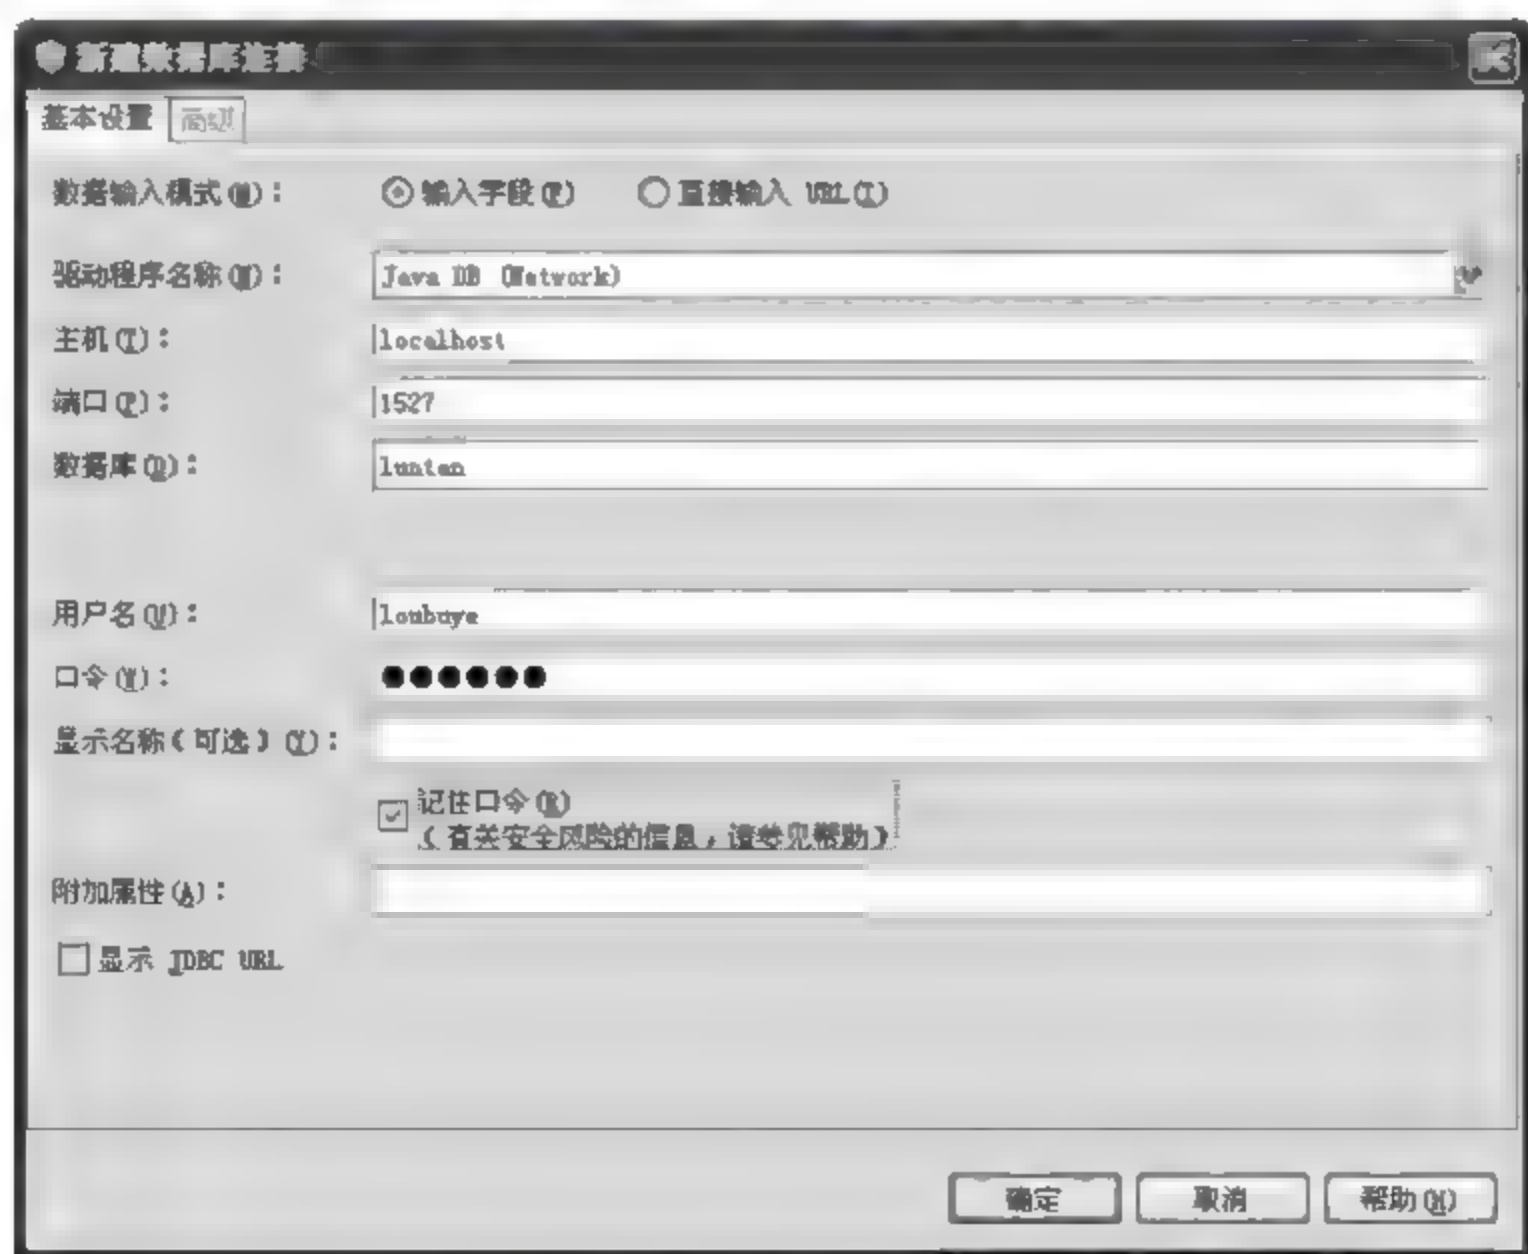 新建数据库连接
基本设置 高级
数据输入模式(M): 输入字段(F) 直接输入 URL(I)
驱动程序名称(N): Java DB (Network)
主机(T): localhost
端口(P): 1527
数据库(D): luntan
用户名(U): loubuye
口令(W): ●●●●●●
显示名称(可选)(Y):
记住口令(R)
(有关安全风险的信息,请参见帮助)
附加属性(A):
显示 JDBC URL
确定 取消 帮助(H)